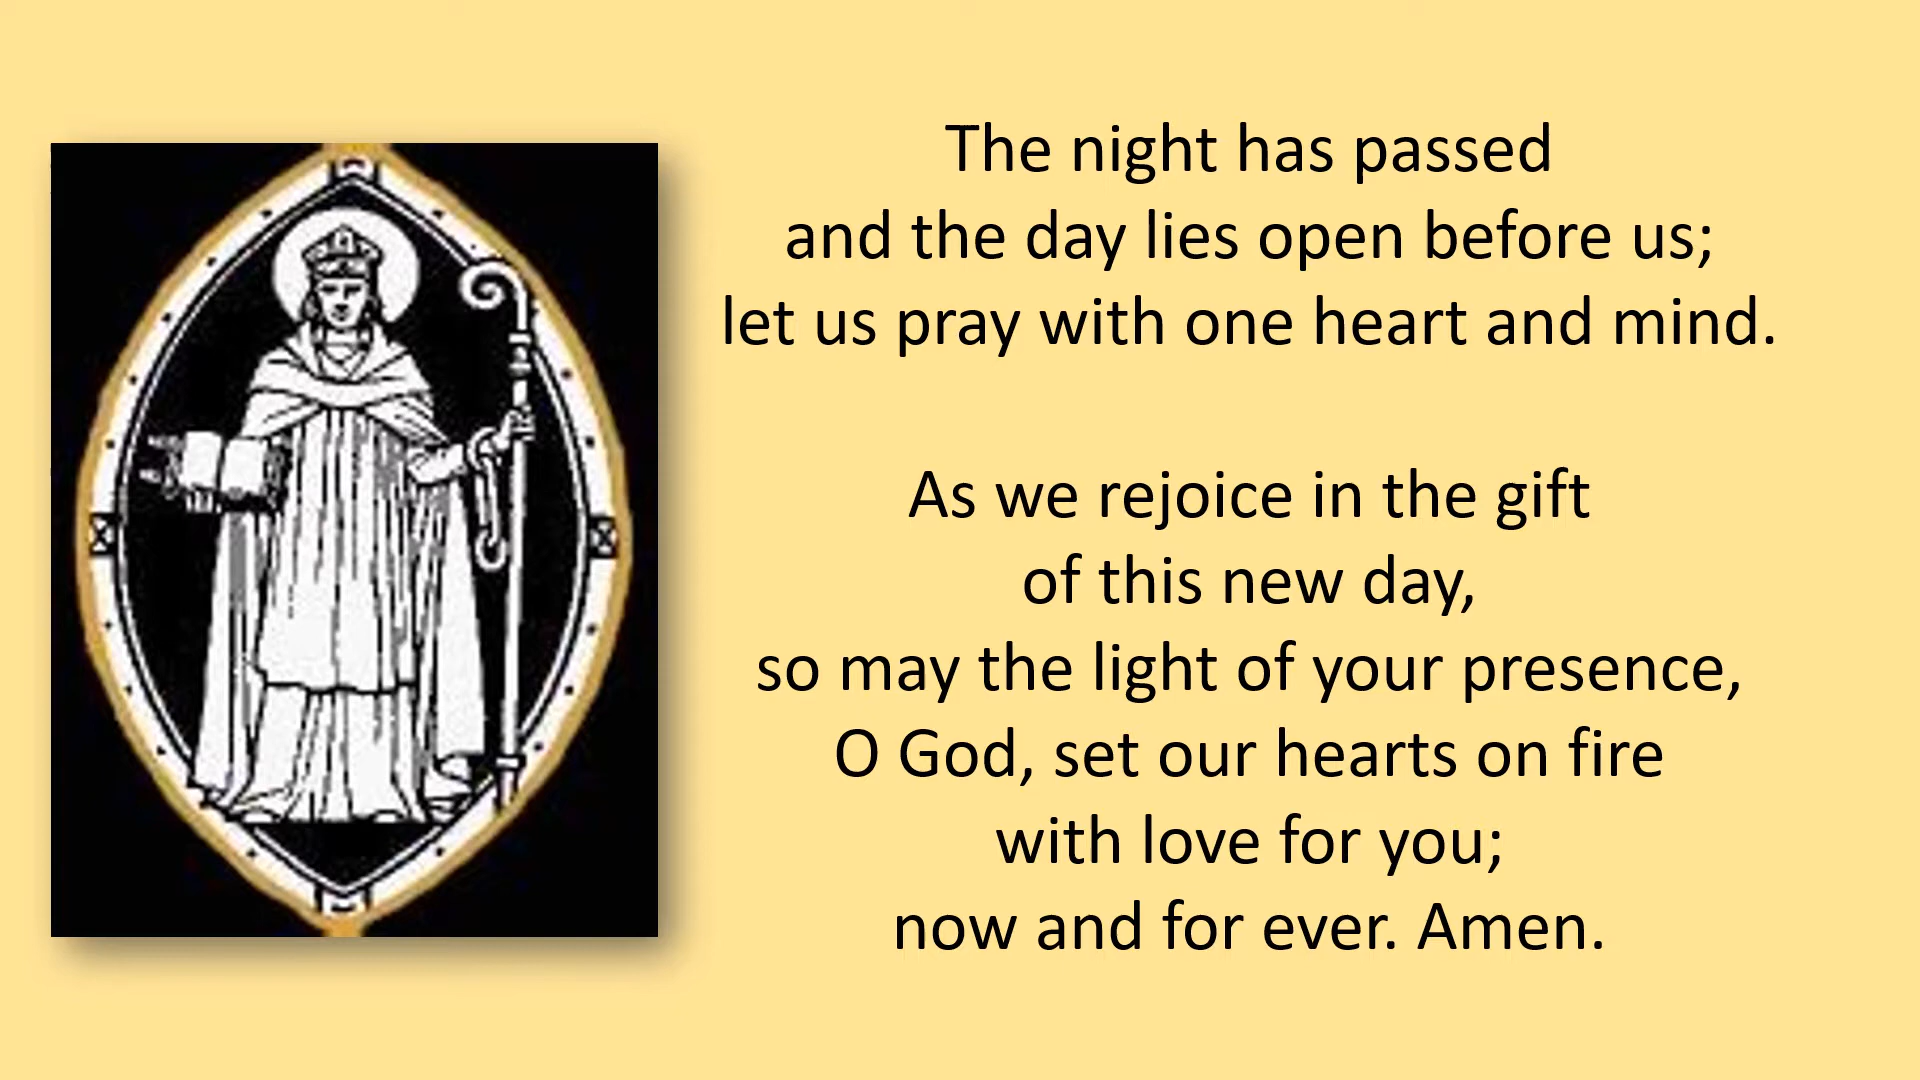 The night has passed
and the day lies open before us;
let us pray with one heart and mind.
As we rejoice in the gift
of this new day,
so may the light of your presence,
O God, set our hearts on fire
with love for you;
now and for ever. Amen.